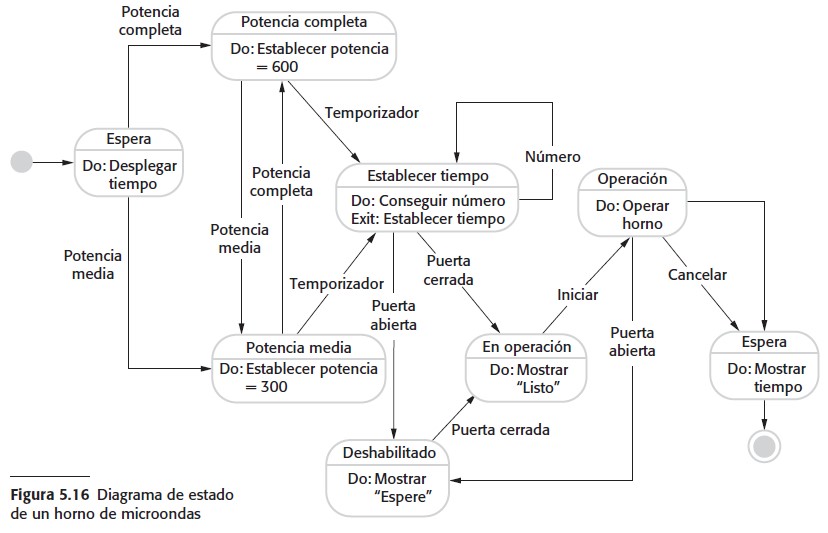 Potencia
completa
Potencia completa
Do: Establecer potencia
= 600
Temporizador
Espera
Do: Desplegar
tiempo
Número
Potencia
completa
Establecer tiempo
Do: Conseguir número
Exit: Establecer tiempo
Operación
Do: Operar
horno
Potencia
media
Potencia
media
Temporizador
Puerta
cerrada
Puerta
abierta
Iniciar
Cancelar
Puerta
abierta
Potencia media
Do: Establecer potencia
= 300
En operación
Do: Mostrar
“Listo”
Espera
Do: Mostrar
tiempo
Puerta cerrada
Deshabilitado
Do: Mostrar
“Espere”
Figura 5.16 Diagrama de estado
de un horno de microondas